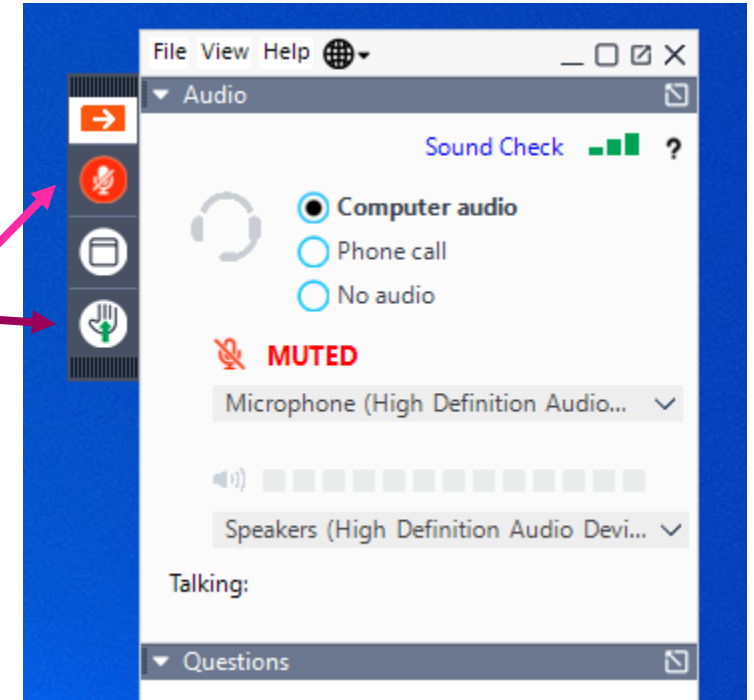 File View Help
Audio
Sound Check ?
Computer audio
Phone call
No audio
MUTED
Microphone (High Definition Audio...
Speakers (High Definition Audio Devi...
Talking:
Questions